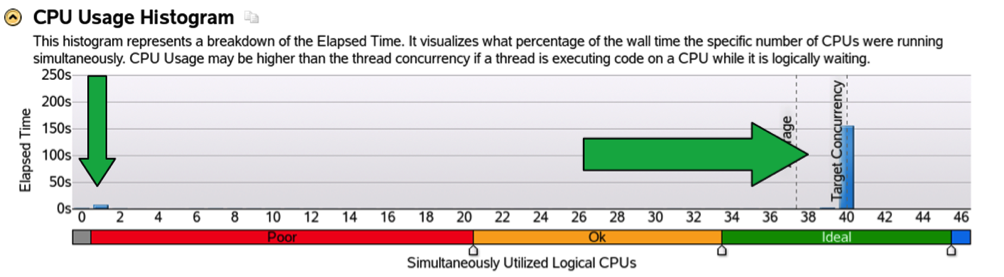 CPU Usage Histogram
This histogram represents a breakdown of the Elapsed Time. It visualizes what percentage of the wall time the specific number of CPUs were running
simultaneously. CPU Usage may be higher than the thread concurrency if a thread is executing code on a CPU while it is logically waiting.
Elapsed Time
250s
200s
150s
100s
50s
0s
Target Concurrency
0 2 4 6 8 10 12 14 16 18 20 22 24 26 28 30 32 34 36 38 40 42 44 46
Poor Ok Ideal
Simultaneously Utilized Logical CPUs